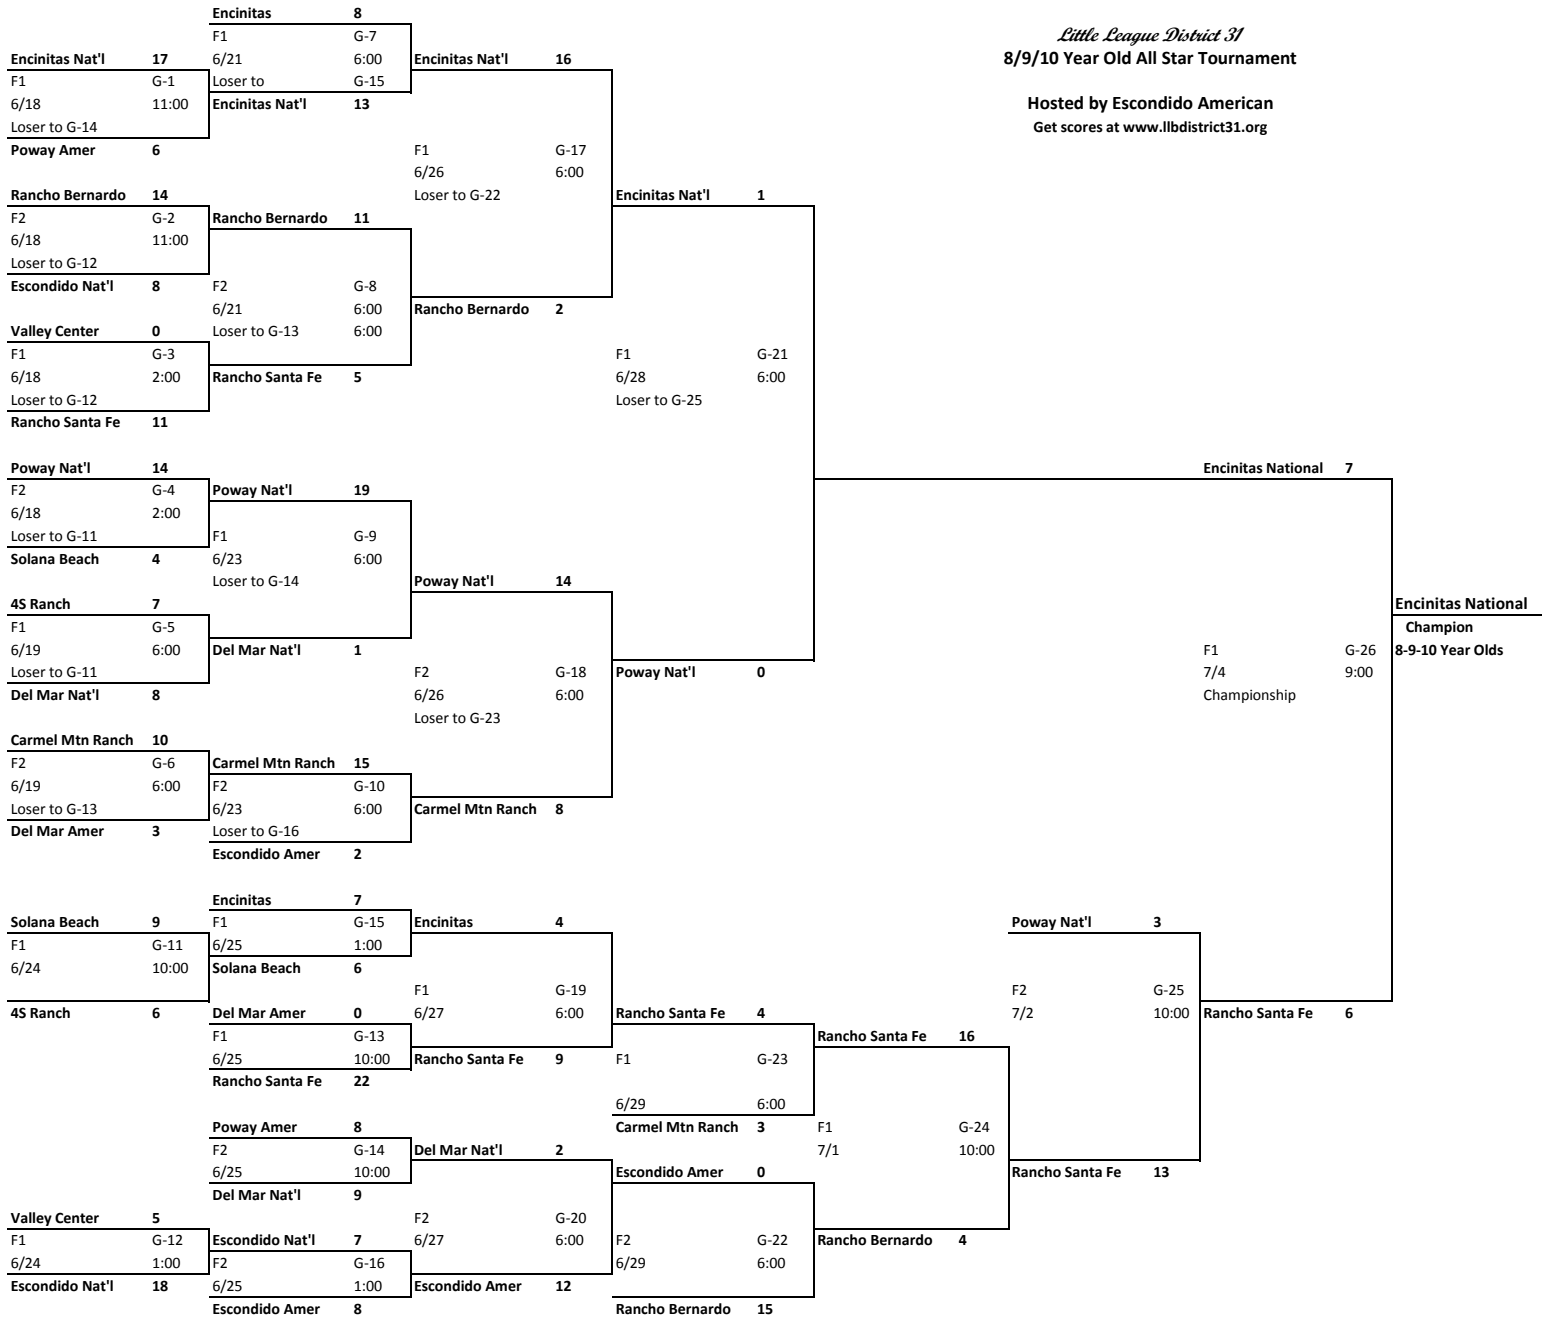 Little League District 31
8/9/10 Year Old All Star Tournament
Hosted by Escondido American
Get scores at www.llbdistrict31.org
Encinitas Nat'l 17
F1 G-1
6/18 11:00
Loser to G-14
Poway Amer 6
Rancho Bernardo 14
F2 G-2
6/18 11:00
Loser to G-12
Escondido Nat'l 8
Valley Center 0
F1 G-3
6/18 2:00
Loser to G-12
Rancho Santa Fe 11
Poway Nat'l 14
F2 G-4
6/18 2:00
Loser to G-11
Solana Beach 4
4S Ranch 7
F1 G-5
6/19 6:00
Loser to G-11
Del Mar Nat'l 8
Carmel Mtn Ranch 10
F2 G-6
6/19 6:00
Loser to G-13
Del Mar Amer 3
Solana Beach 9
F1 G-11
6/24 10:00
4S Ranch 6
Valley Center 5
F1 G-12
6/24 1:00
Escondido Nat'l 18
Encinitas 8
F1 G-7
6/21 6:00
Loser to G-15
Encinitas Nat'l 13
Rancho Bernardo 11
F2 G-8
6/21 6:00
Loser to G-13 6:00
Rancho Santa Fe 5
Poway Nat'l 19
F1 G-9
6/23 6:00
Loser to G-14
Del Mar Nat'l 1
Carmel Mtn Ranch 15
F2 G-10
6/23 6:00
Loser to G-16
Escondido Amer 2
Encinitas 7
F1 G-15
6/25 1:00
Solana Beach 6
Del Mar Amer 0
F1 G-13
6/25 10:00
Rancho Santa Fe 22
Poway Amer 8
F2 G-14
6/25 10:00
Del Mar Nat'l 9
Escondido Nat'l 7
F2 G-16
6/25 1:00
Escondido Amer 8
Encinitas Nat'l 16
F1 G-17
6/26 6:00
Loser to G-22
Rancho Bernardo 2
Poway Nat'l 14
F2 G-18
6/26 6:00
Loser to G-23
Carmel Mtn Ranch 8
Encinitas 4
F1 G-19
6/27 6:00
Rancho Santa Fe 9
Del Mar Nat'l 2
F2 G-20
6/27 6:00
Escondido Amer 12
Encinitas Nat'l 1
F1 G-21
6/28 6:00
Loser to G-25
Poway Nat'l 0
Rancho Santa Fe 4
F1 G-23
6/29 6:00
Carmel Mtn Ranch 3
Escondido Amer 0
F2 G-22
6/29 6:00
Rancho Bernardo 15
Rancho Santa Fe 16
F1 G-24
7/1 10:00
Rancho Bernardo 4
Poway Nat'l 3
F2 G-25
7/2 10:00
Rancho Santa Fe 13
Encinitas National 7
F1 G-26
7/4 9:00
Championship
Rancho Santa Fe 6
Encinitas National
Champion
8-9-10 Year Olds